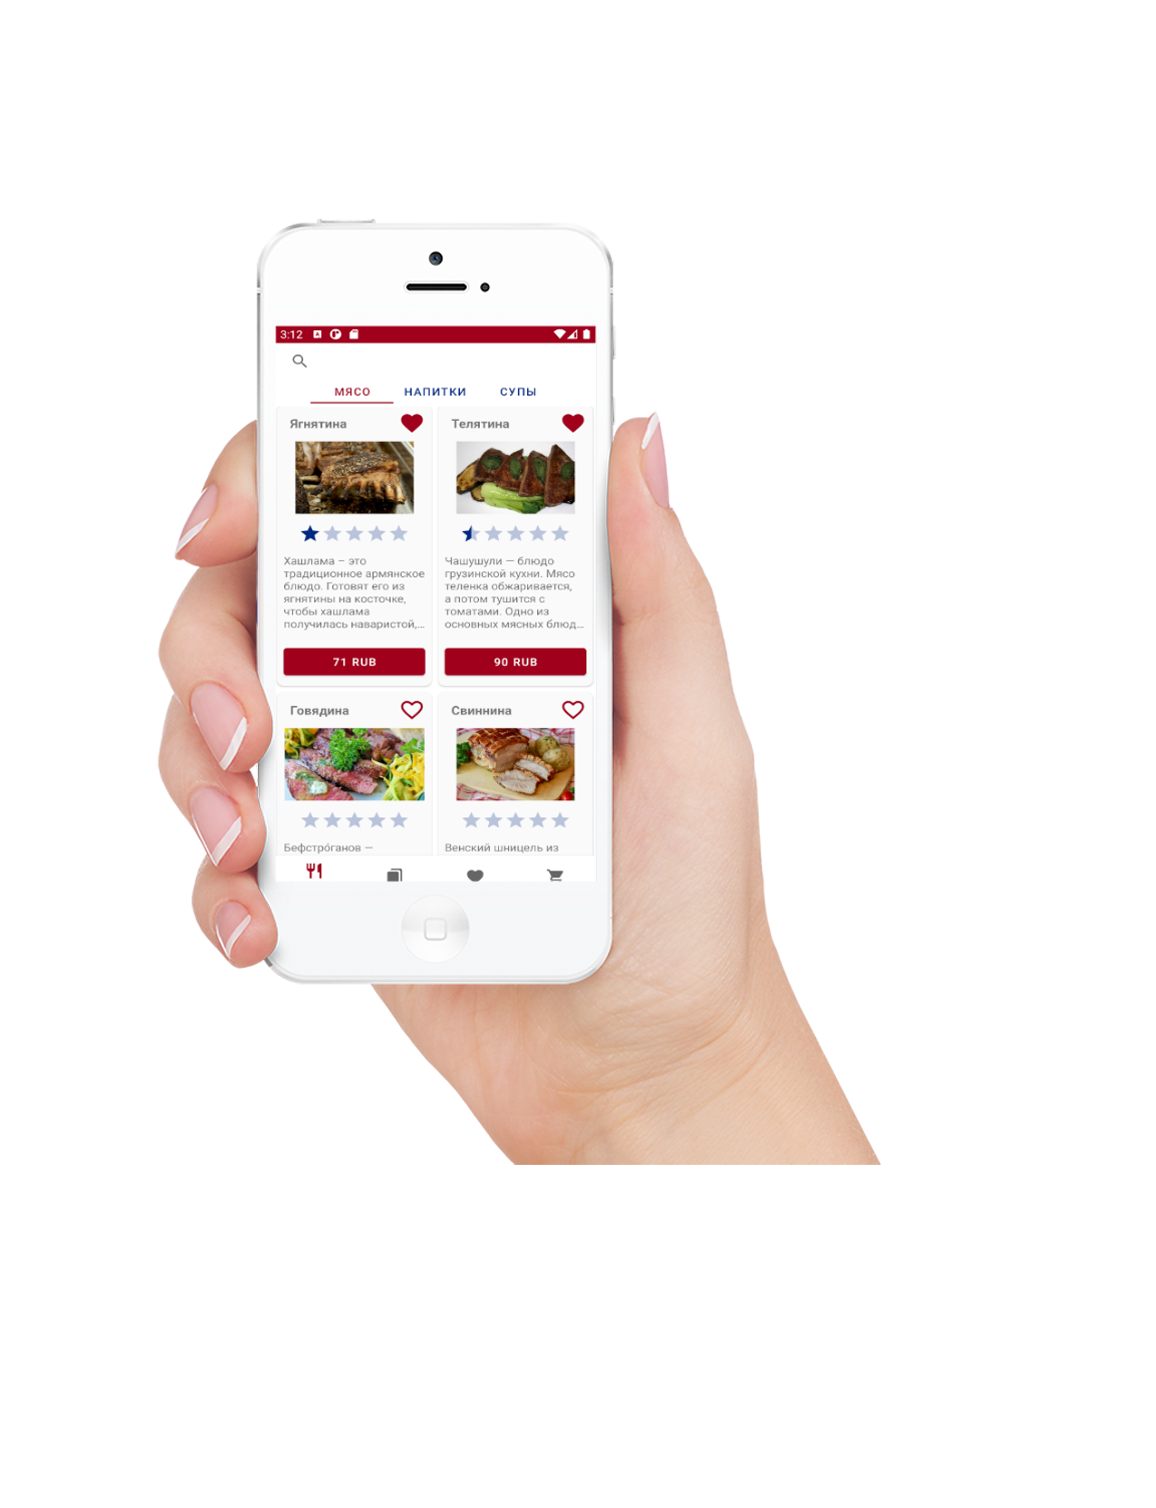 3:12
МЯСО НАПИТКИ СУПЫ
Ягнятина
Хашлама – это
традиционное армянское
блюдо. Готовят его из
ягнятины на косточке,
чтобы хашлама
получилась наваристой,...
71 RUB
Телятина
Чашушули — блюдо
грузинской кухни. Мясо
теленка обжаривается,
а потом тушится с
томатами. Одно из
основных мясных блюд...
90 RUB
Говядина
Бефстро́ганов —
Свиннина
Венский шницель из